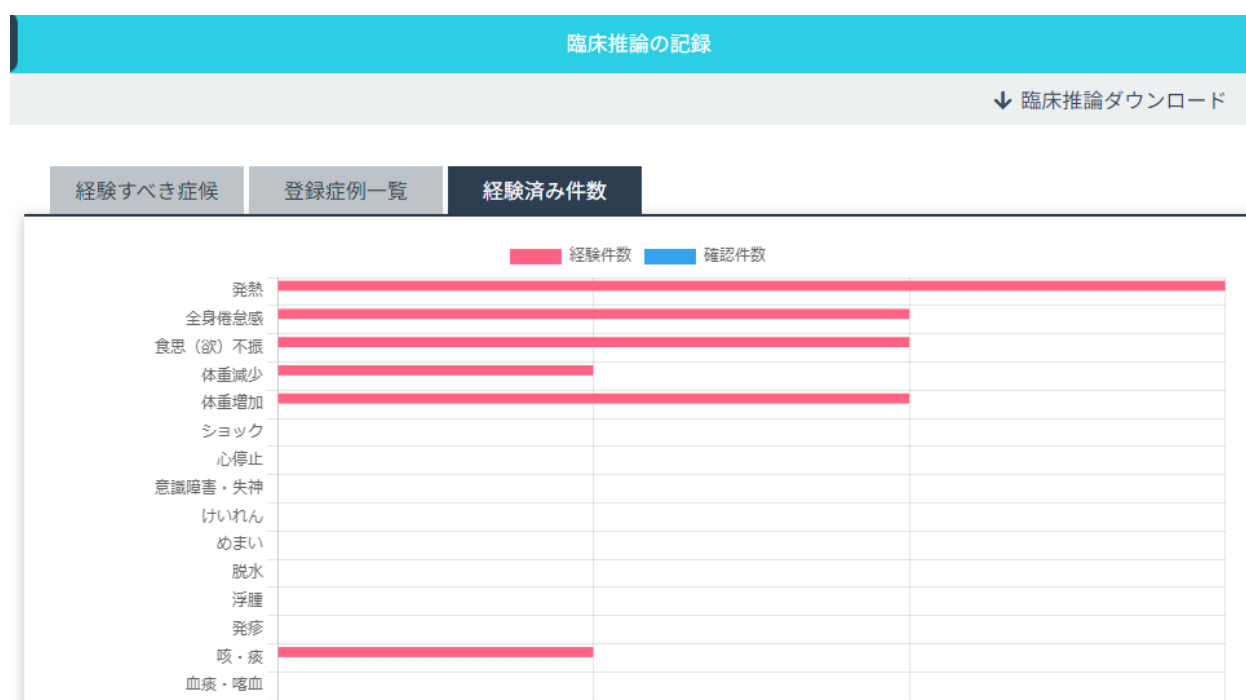 臨床推論の記録
臨床推論ダウンロード
経験すべき症候 登録症例一覧 経験済み件数
経験件数 確認件数
発熱
全身倦怠感
食思（欲）不振
体重減少
体重増加
ショック
心停止
意識障害・失神
けいれん
めまい
脱水
浮腫
発疹
咳・痰
血痰・喀血